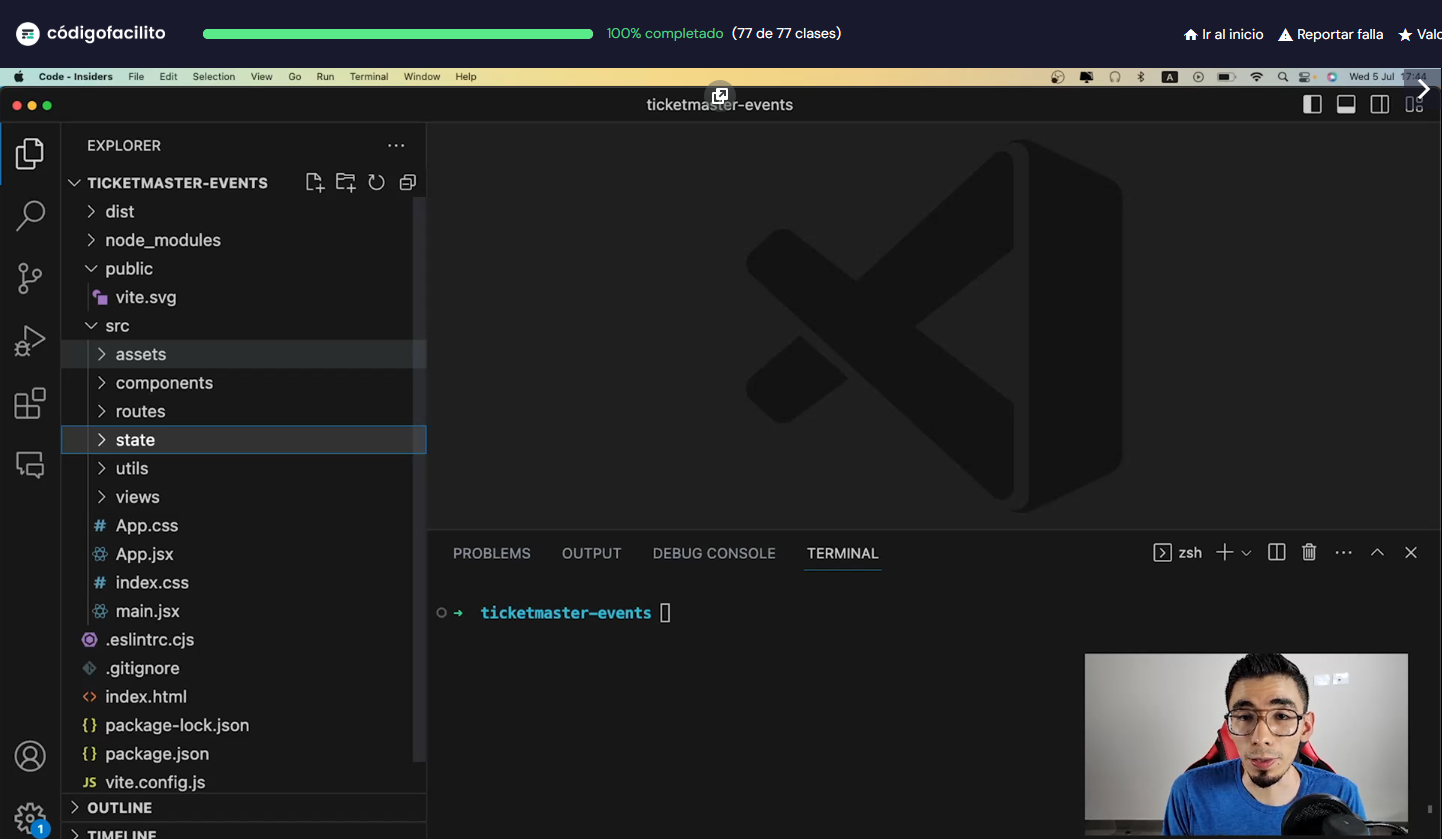 códigofacilito
100% completado (77 de 77 clases)
Ir al inicio
Reportar falla
Code - Insiders File Edit Selection View Go Run Terminal Window Help
A
Wed 5 Jul 17:44
ticketmaster-events
EXPLORER
TICKETMASTER-EVENTS
dist
node_modules
public
vite.svg
src
assets
components
routes
state
utils
views
# App.css
App.jsx
# index.css
main.jsx
.eslintrc.cjs
.gitignore
<> index.html
{} package-lock.json
{} package.json
JS vite.config.js
OUTLINE
TIMELINE
1
PROBLEMS OUTPUT DEBUG CONSOLE TERMINAL
zsh
ticketmaster-events